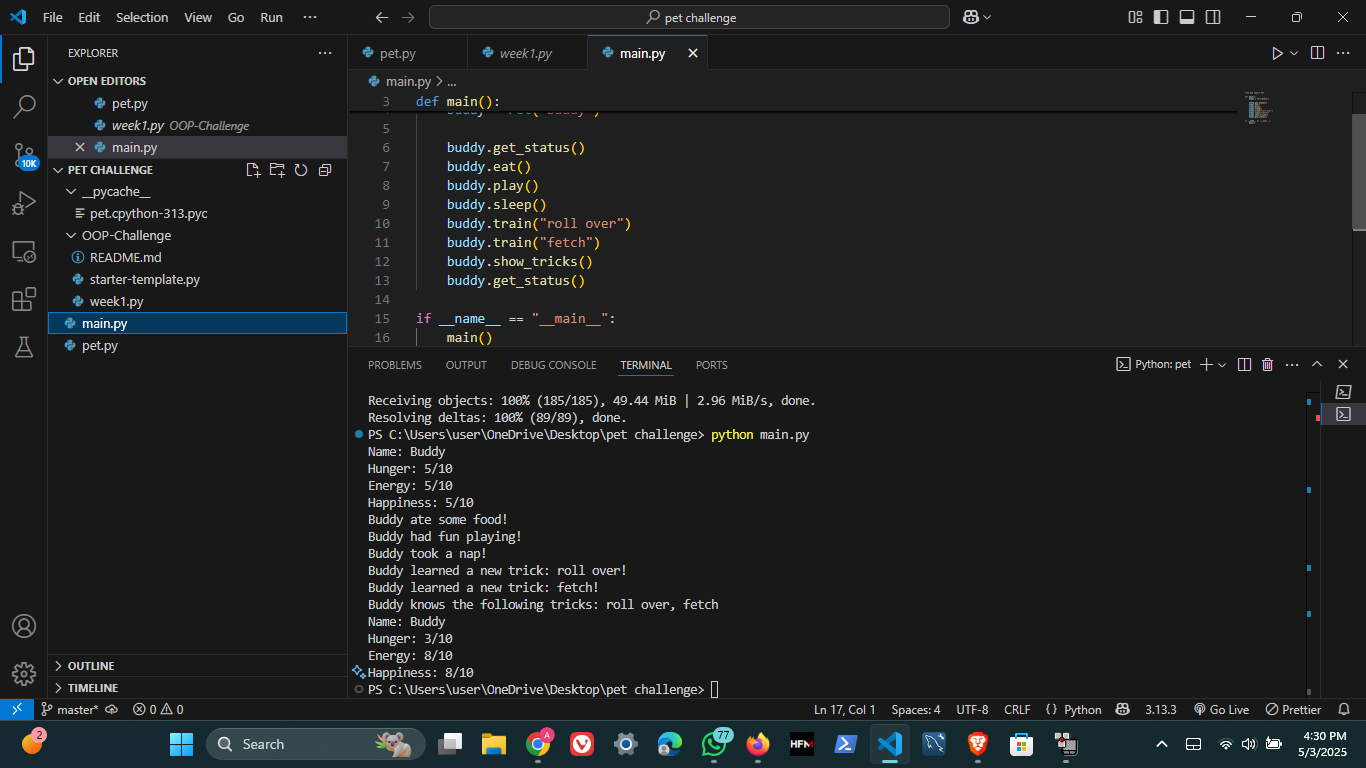 File Edit Selection View Go Run ··· pet challenge
EXPLORER ···
OPEN EDITORS
pet.py
week1.py OOP-Challenge
main.py
PET CHALLENGE
__pycache__
pet.cpython-313.pyc
OOP-Challenge
README.md
starter-template.py
week1.py
main.py
pet.py
OUTLINE
TIMELINE
10K
pet.py week1.py main.py
main.py > ...
3 def main():
5
6 buddy.get_status()
7 buddy.eat()
8 buddy.play()
9 buddy.sleep()
10 buddy.train("roll over")
11 buddy.train("fetch")
12 buddy.show_tricks()
13 buddy.get_status()
14
15 if __name__ == "__main__":
16 main()
PROBLEMS OUTPUT DEBUG CONSOLE TERMINAL PORTS Python: pet
Receiving objects: 100% (185/185), 49.44 MiB | 2.96 MiB/s, done.
Resolving deltas: 100% (89/89), done.
PS C:\Users\user\OneDrive\Desktop\pet challenge> python main.py
Name: Buddy
Hunger: 5/10
Energy: 5/10
Happiness: 5/10
Buddy ate some food!
Buddy had fun playing!
Buddy took a nap!
Buddy learned a new trick: roll over!
Buddy learned a new trick: fetch!
Buddy knows the following tricks: roll over, fetch
Name: Buddy
Hunger: 3/10
Energy: 8/10
Happiness: 8/10
PS C:\Users\user\OneDrive\Desktop\pet challenge>
master* 0 0 Ln 17, Col 1 Spaces: 4 UTF-8 CRLF {} Python 3.13.3 Go Live Prettier
2 Search A 77 HFM 4:30 PM
5/3/2025